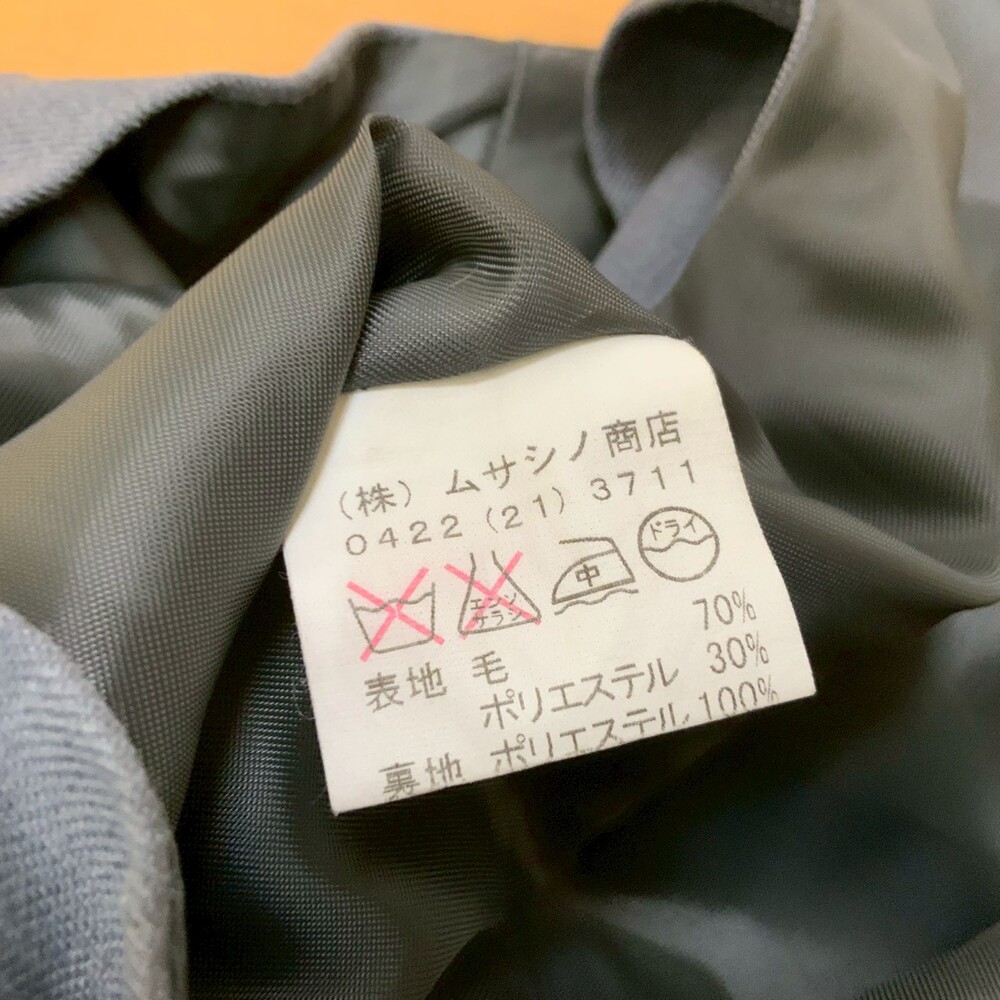 (株) ムサシノ商店
0422 (21) 3711
エンソ
サラシ
中
ドライ
表地 毛 70%
ポリエステル 30%
裏地 ポリエステル 100%